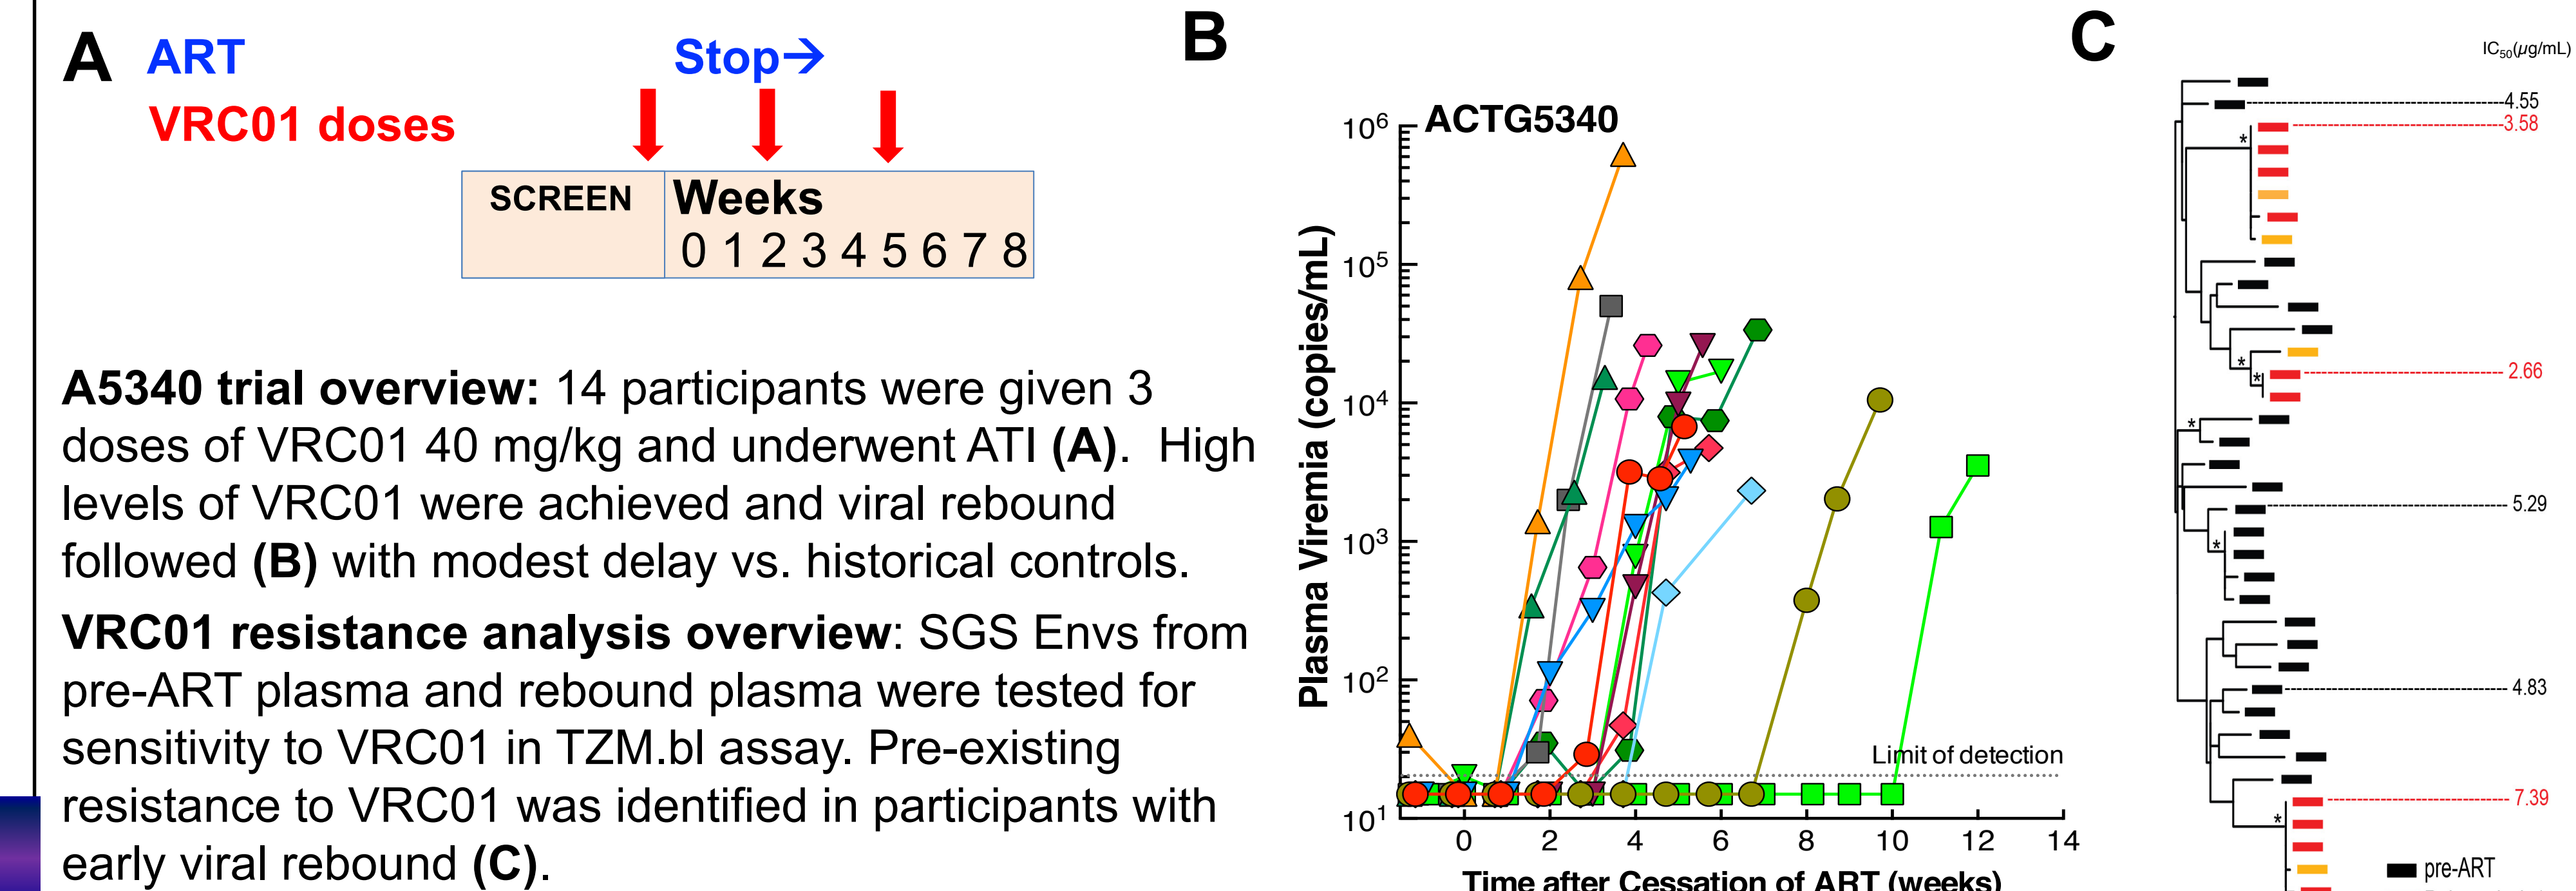 A ART Stop→
VRC01 doses
SCREEN Weeks
0 1 2 3 4 5 6 7 8
A5340 trial overview: 14 participants were given 3
doses of VRC01 40 mg/kg and underwent ATI (A). High
levels of VRC01 were achieved and viral rebound
followed (B) with modest delay vs. historical controls.
VRC01 resistance analysis overview: SGS Envs from
pre-ART plasma and rebound plasma were tested for
sensitivity to VRC01 in TZM.bl assay. Pre-existing
resistance to VRC01 was identified in participants with
early viral rebound (C).
B
ACTG5340
Plasma Viremia (copies/mL)
10⁶
10⁵
10⁴
10³
10²
10¹
Limit of detection
0 2 4 6 8 10 12 14
Time after Cessation of ART (weeks)
C
IC₅₀(µg/mL)
4.55
3.58
*
*
*
2.66
*
5.29
*
4.83
7.39
*
pre-ART